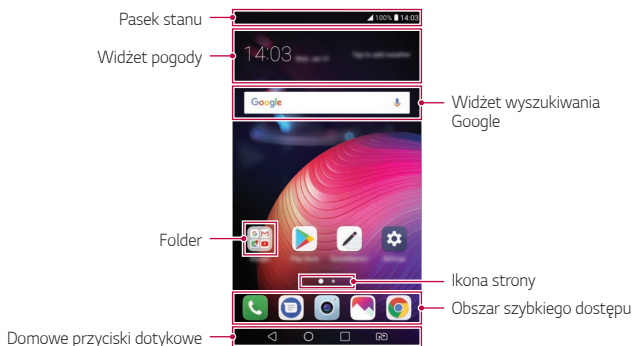 Pasek stanu
100% 14:03
Widżet pogody
14:03
Google
Widżet wyszukiwania
Google
Folder
Ikona strony
Obszar szybkiego dostępu
Domowe przyciski dotykowe